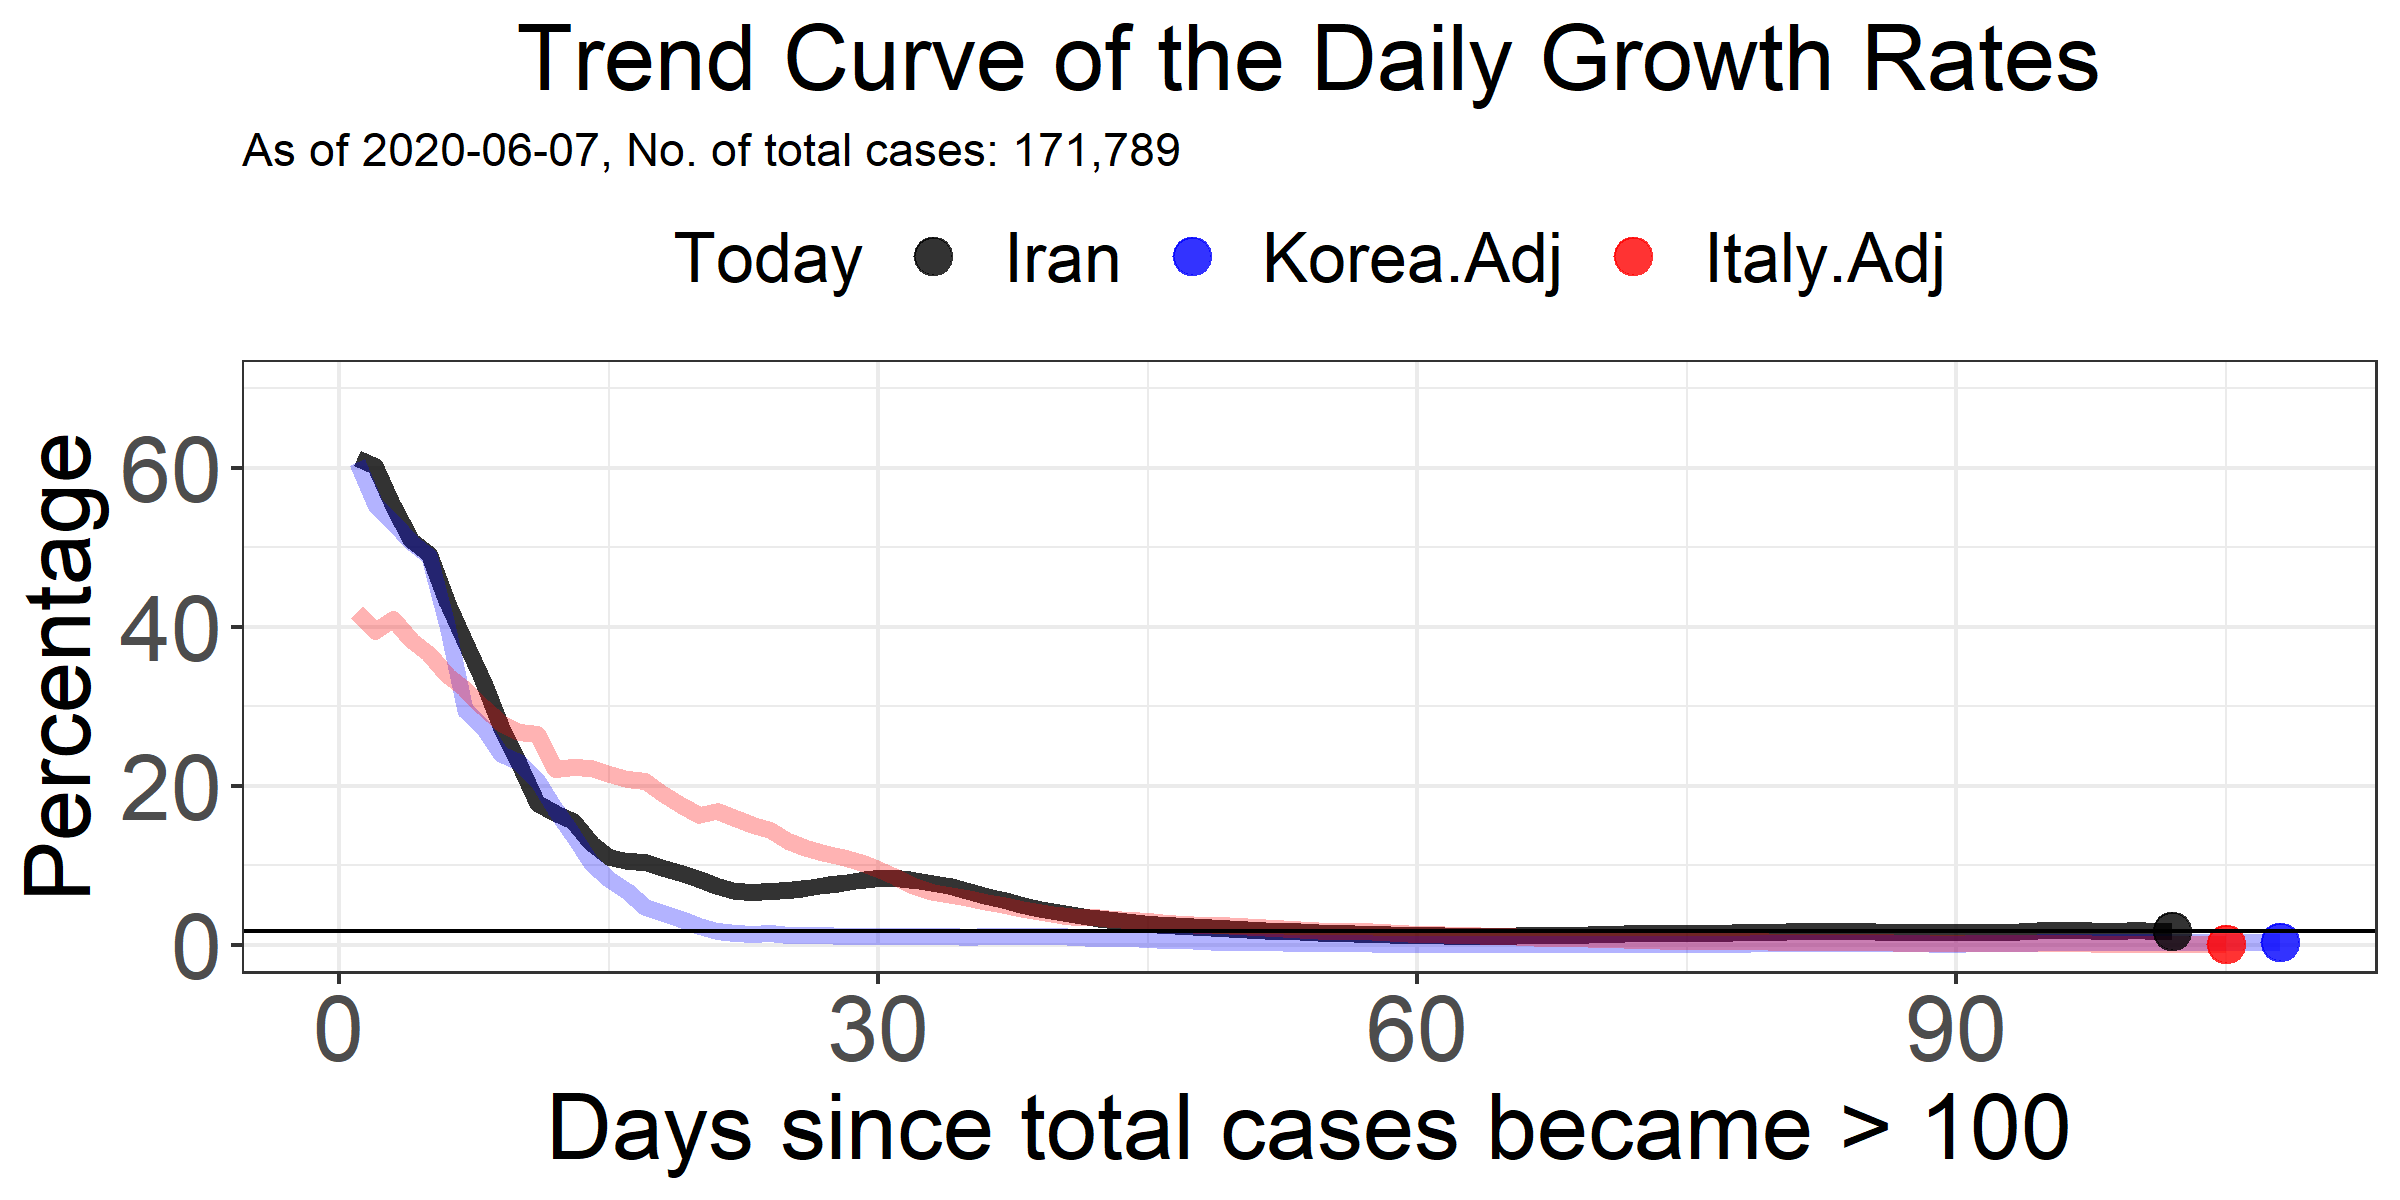 Trend Curve of the Daily Growth Rates
As of 2020-06-07, No. of total cases: 171,789
Today Iran Korea.Adj Italy.Adj
Percentage
60
40
20
0
0 30 60 90
Days since total cases became > 100